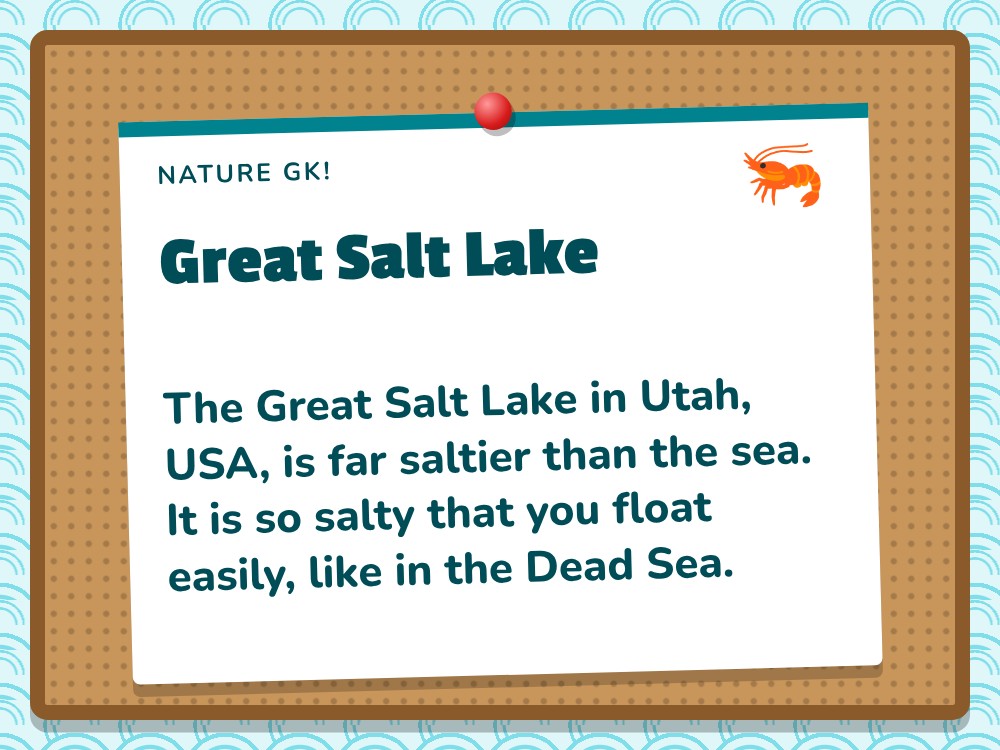 NATURE GK!
Great Salt Lake
The Great Salt Lake in Utah,
USA, is far saltier than the sea.
It is so salty that you float
easily, like in the Dead Sea.